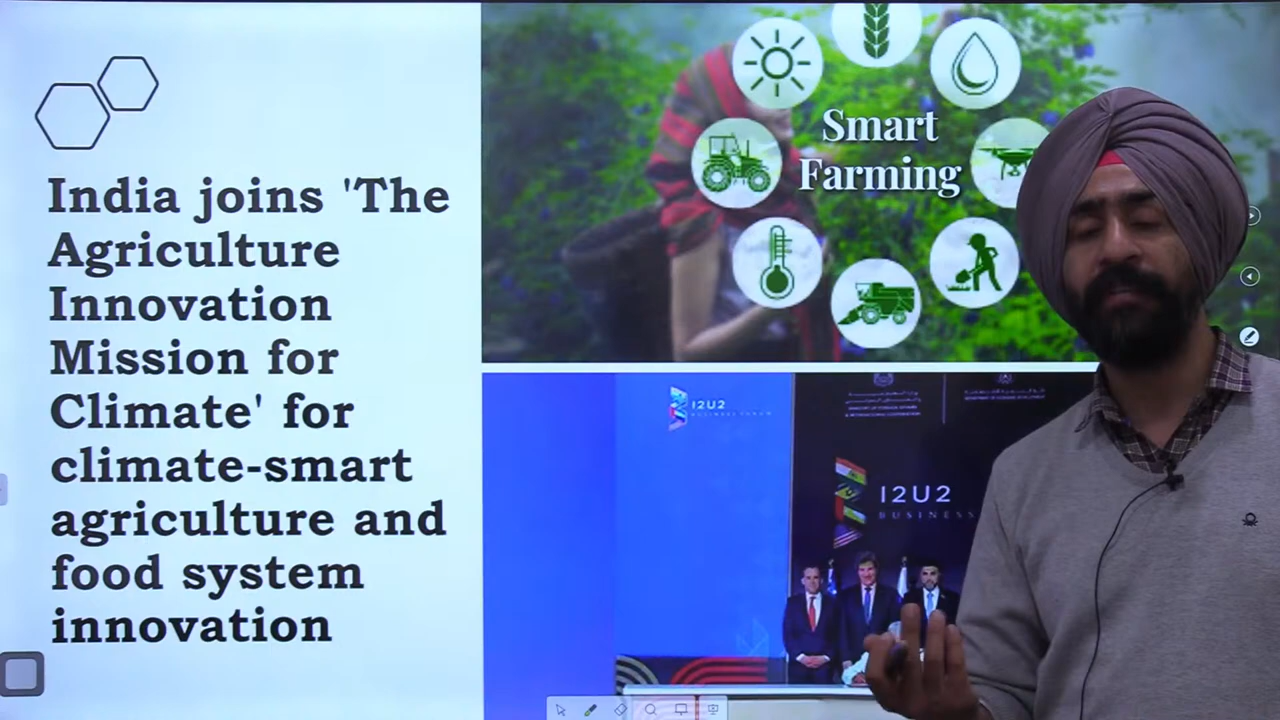 India joins 'The
Agriculture
Innovation
Mission for
Climate' for
climate-smart
agriculture and
food system
innovation
Smart
Farming
I2U2
I2U2
BUSINESS